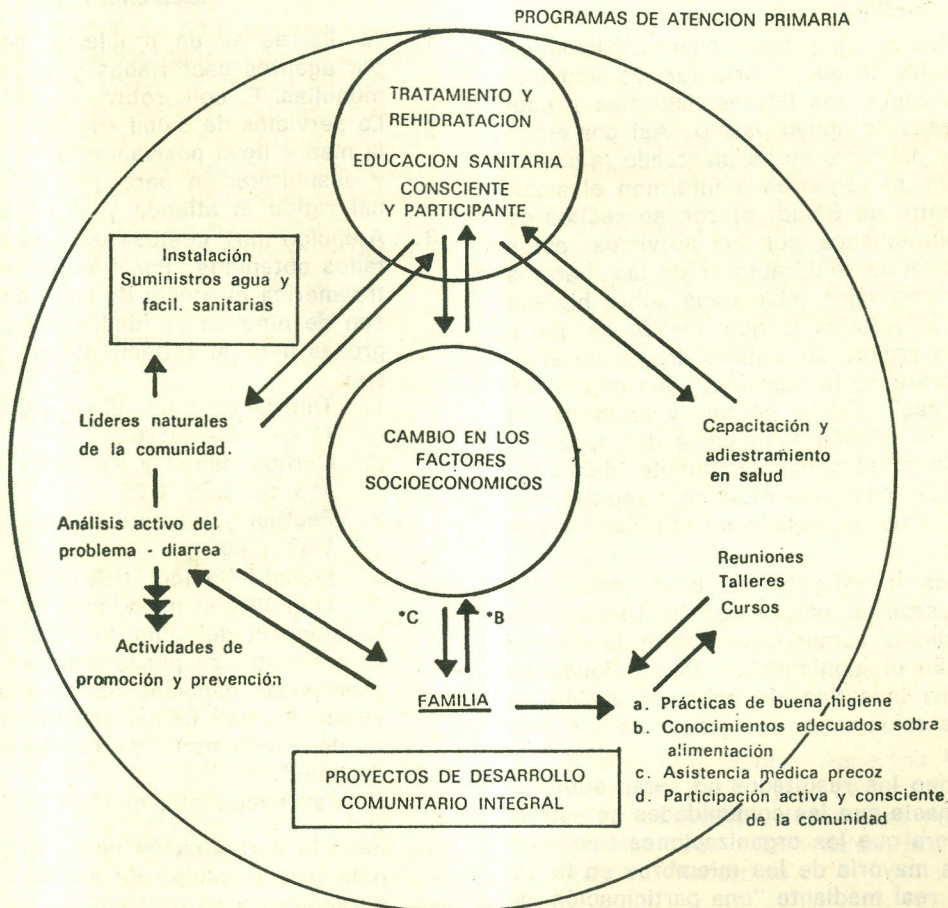 PROGRAMAS DE ATENCION PRIMARIA
TRATAMIENTO Y
REHIDRATACION
EDUCACION SANITARIA
CONSCIENTE
Y PARTICIPANTE
Instalación
Suministros agua y
facil. sanitarias
Líderes naturales
de la comunidad.
CAMBIO EN LOS
FACTORES
SOCIOECONOMICOS
Capacitación y
adiestramiento
en salud
Análisis activo del
problema - diarrea
Reuniones
Talleres
Cursos
Actividades de
promoción y prevención
*C
*B
FAMILIA
a. Prácticas de buena higiene
b. Conocimientos adecuados sobra
alimentación
c. Asistencia médica precoz
d. Participación activa y consciente
de la comunidad
PROYECTOS DE DESARROLLO
COMUNITARIO INTEGRAL